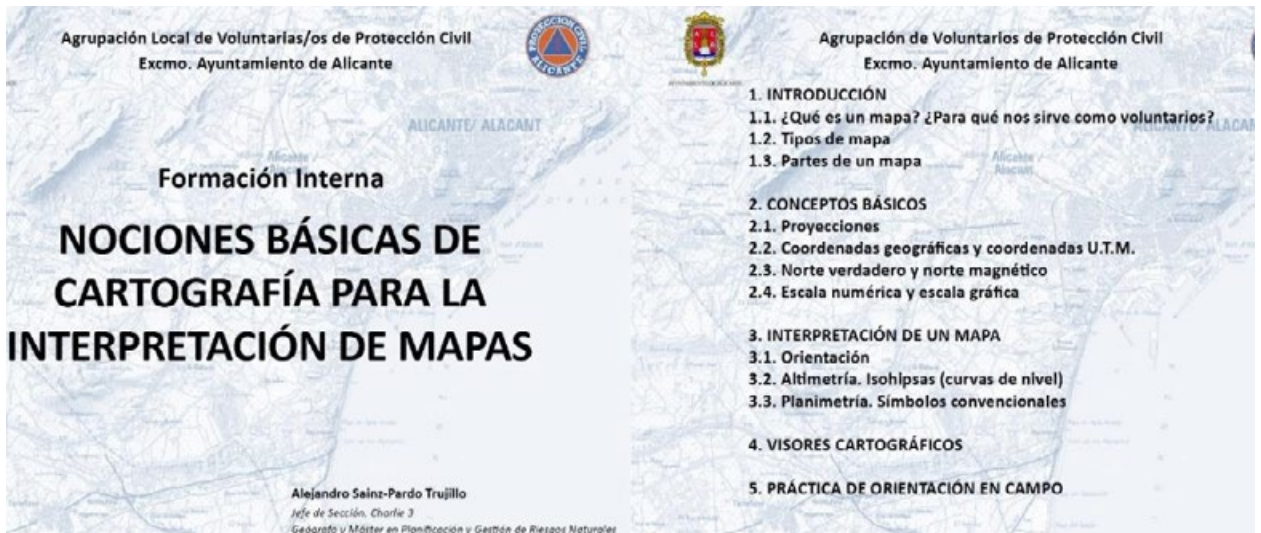 Agrupación Local de Voluntarias/os de Protección Civil
Excmo. Ayuntamiento de Alicante
PROTECCION CIVIL
ALICANTE
ALICANTE/ ALACANT
Alicante /
Alacant
Formación Interna
NOCIONES BÁSICAS DE
CARTOGRAFÍA PARA LA
INTERPRETACIÓN DE MAPAS
Alejandro Sainz-Pardo Trujillo
Jefe de Sección. Charlie 3
Geógrafo y Máster en Planificación y Gestión de Riesgos Naturales
Agrupación de Voluntarios de Protección Civil
Excmo. Ayuntamiento de Alicante
1. INTRODUCCIÓN
1.1. ¿Qué es un mapa? ¿Para qué nos sirve como voluntarios?
1.2. Tipos de mapa
1.3. Partes de un mapa
2. CONCEPTOS BÁSICOS
2.1. Proyecciones
2.2. Coordenadas geográficas y coordenadas U.T.M.
2.3. Norte verdadero y norte magnético
2.4. Escala numérica y escala gráfica
3. INTERPRETACIÓN DE UN MAPA
3.1. Orientación
3.2. Altimetría. Isohipsas (curvas de nivel)
3.3. Planimetría. Símbolos convencionales
4. VISORES CARTOGRÁFICOS
5. PRÁCTICA DE ORIENTACIÓN EN CAMPO